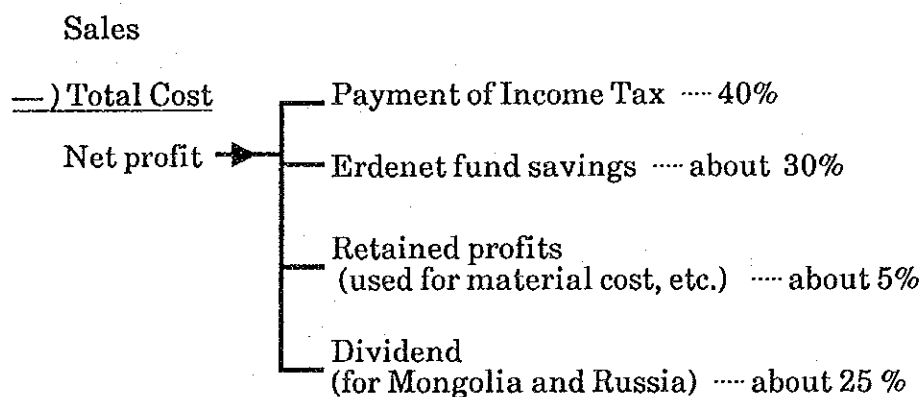 Sales
—) Total Cost
Payment of Income Tax ····· 40%
Net profit
Erdenet fund savings ····· about 30%
Retained profits
(used for material cost, etc.) ····· about 5%
Dividend
(for Mongolia and Russia) ····· about 25 %